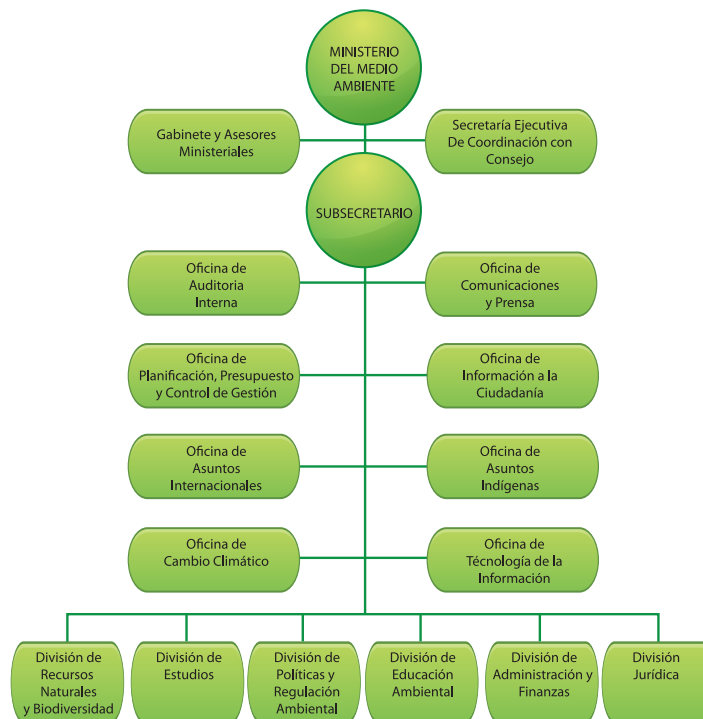 MINISTERIO
DEL MEDIO
AMBIENTE
Gabinete y Asesores
Ministeriales
Secretaría Ejecutiva
De Coordinación con
Consejo
SUBSECRETARIO
Oficina de
Auditoria
Interna
Oficina de
Comunicaciones
y Prensa
Oficina de
Planificación, Presupuesto
y Control de Gestión
Oficina de
Información a la
Ciudadanía
Oficina de
Asuntos
Internacionales
Oficina de
Asuntos
Indígenas
Oficina de
Cambio Climático
Oficina de
Técnología de la
Información
División de
Recursos
Naturales
y Biodiversidad
División de
Estudios
División de
Políticas y
Regulación
Ambiental
División de
Educación
Ambiental
División de
Administración y
Finanzas
División
Jurídica